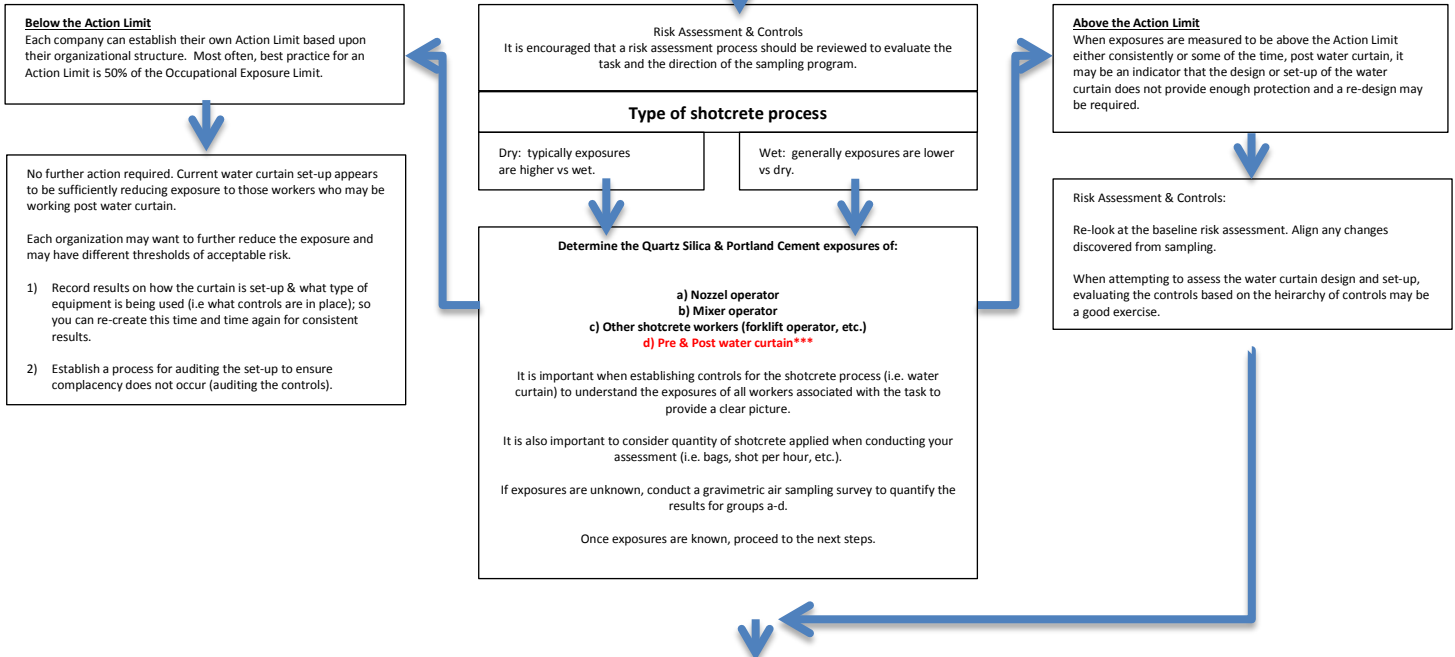 Below the Action Limit
Each company can establish their own Action Limit based upon
their organizational structure.  Most often, best practice for an
Action Limit is 50% of the Occupational Exposure Limit.
No further action required. Current water curtain set-up appears
to be sufficiently reducing exposure to those workers who may be
working post water curtain.
Each organization may want to further reduce the exposure and
may have different thresholds of acceptable risk.
1) Record results on how the curtain is set-up & what type of
equipment is being used (i.e what controls are in place); so
you can re-create this time and time again for consistent
results.
2) Establish a process for auditing the set-up to ensure
complacency does not occur (auditing the controls).
Risk Assessment & Controls
It is encouraged that a risk assessment process should be reviewed to evaluate the
task and the direction of the sampling program.
Type of shotcrete process
Dry:  typically exposures
are higher vs wet.
Wet:  generally exposures are lower
vs dry.
Determine the Quartz Silica & Portland Cement exposures of:
a) Nozzel operator
b) Mixer operator
c) Other shotcrete workers (forklift operator, etc.)
d) Pre & Post water curtain***
It is important when establishing controls for the shotcrete process (i.e. water
curtain) to understand the exposures of all workers associated with the task to
provide a clear picture.
It is also important to consider quantity of shotcrete applied when conducting your
assessment (i.e. bags, shot per hour, etc.).
If exposures are unknown, conduct a gravimetric air sampling survey to quantify the
results for groups a-d.
Once exposures are known, proceed to the next steps.
Above the Action Limit
When exposures are measured to be above the Action Limit
either consistently or some of the time, post water curtain, it
may be an indicator that the design or set-up of the water
curtain does not provide enough protection and a re-design may
be required.
Risk Assessment & Controls:
Re-look at the baseline risk assessment. Align any changes
discovered from sampling.
When attempting to assess the water curtain design and set-up,
evaluating the controls based on the heirarchy of controls may be
a good exercise.